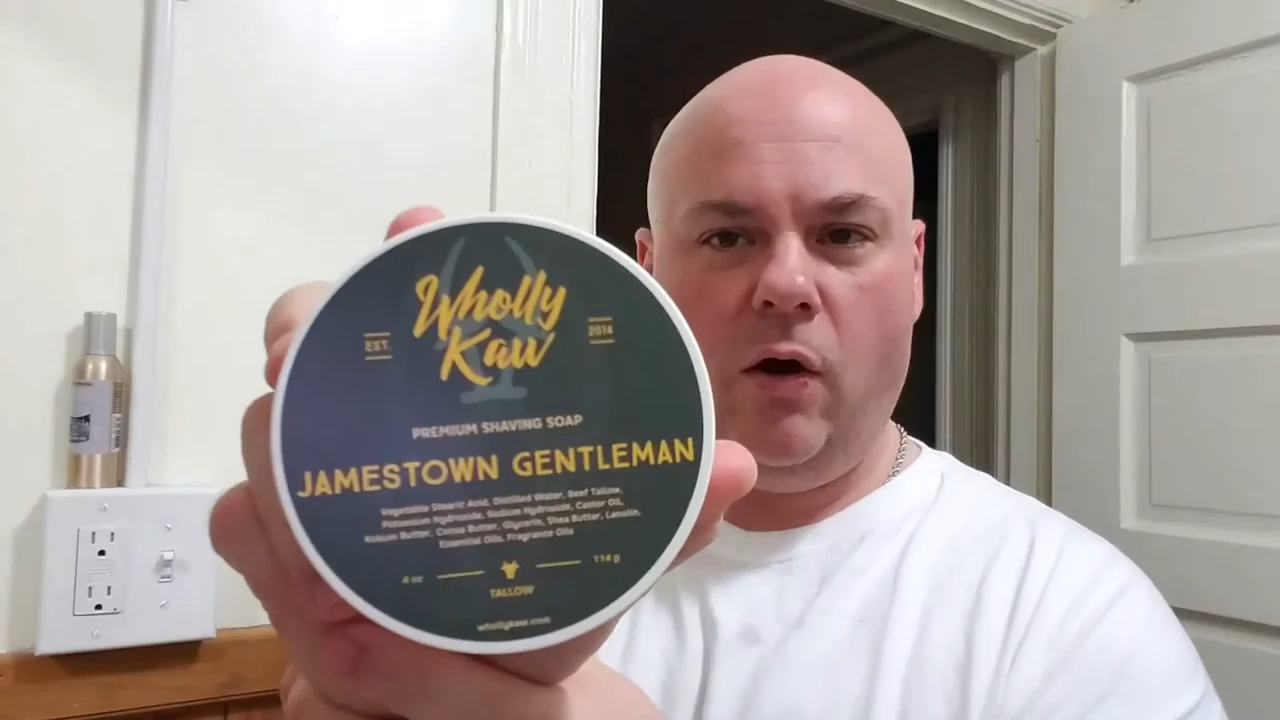 Wholly
Kaw
EST.
2014
PREMIUM SHAVING SOAP
JAMESTOWN GENTLEMAN
Vegetable Stearic Acid, Distilled Water, Beef Tallow,
Potassium Hydroxide, Sodium Hydroxide, Castor Oil,
Kokum Butter, Cocoa Butter, Glycerin, Shea Butter, Lanolin,
Essential Oils, Fragrance Oils
4 oz
114 g
TALLOW
whollykaw.com